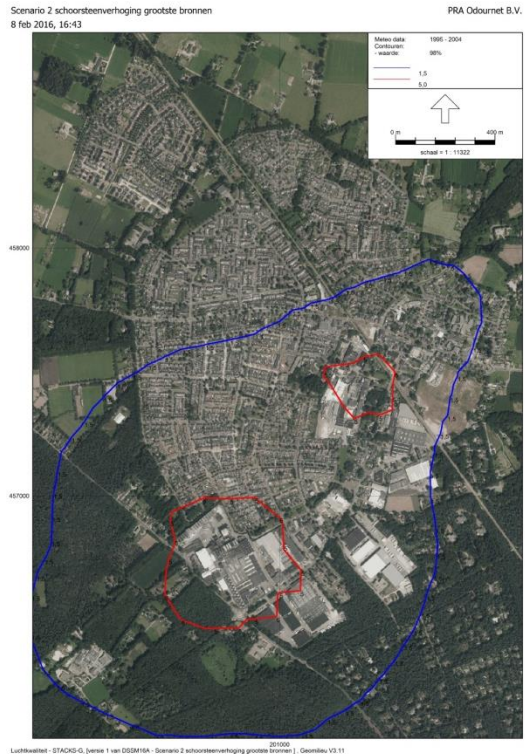 Scenario 2 schoorsteenverhoging grootste bronnen
PRA Odournet B.V.
8 feb 2016, 16:43
Meteo data: 1995 - 2004
Contouren:
- waarde: 98%
1,5
5,0
0 m 400 m
schaal = 1 : 11322
458000
457000
201000
Luchtkwaliteit - STACKS-G, [versie 1 van DSSM16A - Scenario 2 schoorsteenverhoging grootste bronnen] , Geomilieu V3.11